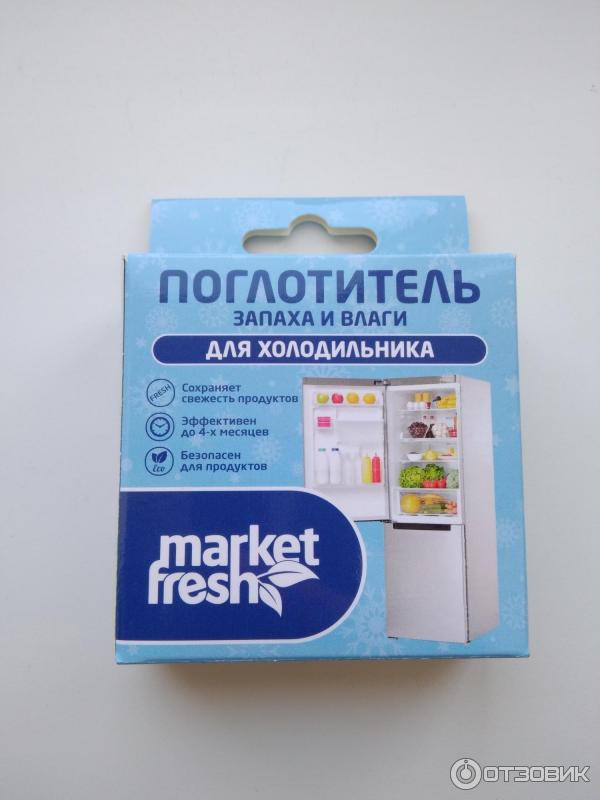 ПОГЛОТИТЕЛЬ
ЗАПАХА И ВЛАГИ
ДЛЯ ХОЛОДИЛЬНИКА
FRESH
Сохраняет
свежесть продуктов
Эффективен
до 4-х месяцев
Eco
Безопасен
для продуктов
market
fresh
ОТЗОВИК